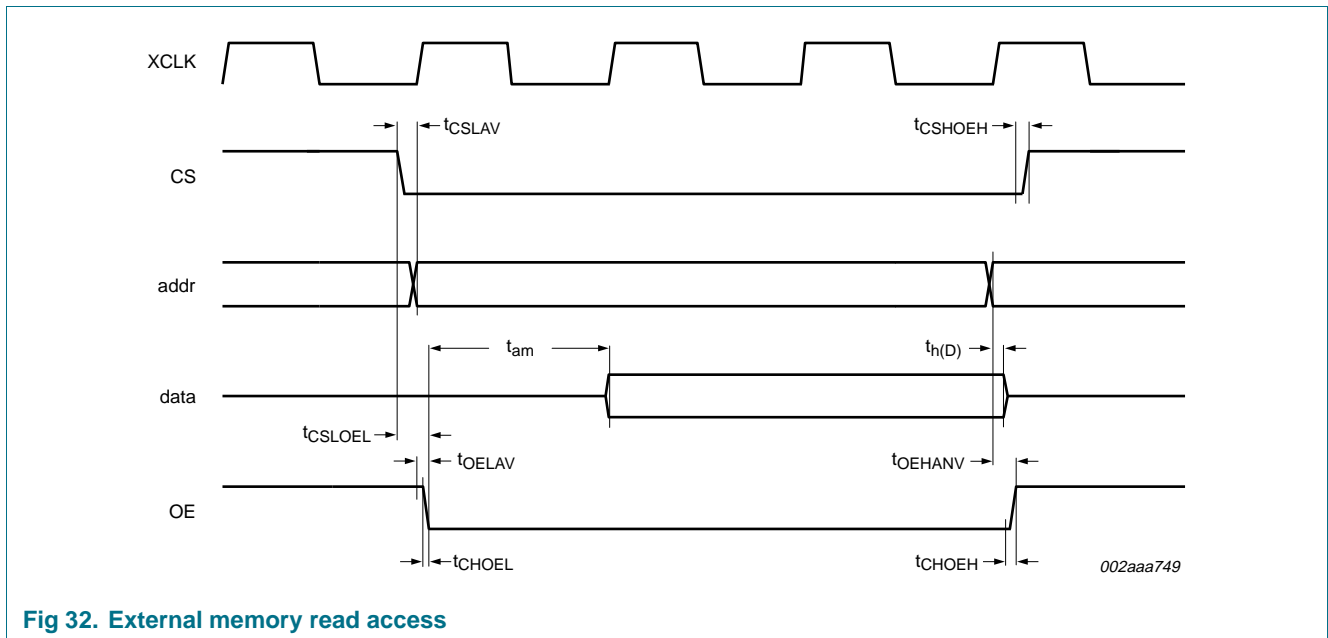 XCLK
tCSLAV
tCSHOEH
CS
addr
tam
th(D)
data
tCSLOEL
tOELAV
tOEHANV
OE
tCHOEL
tCHOEH
002aaa749
Fig 32. External memory read access